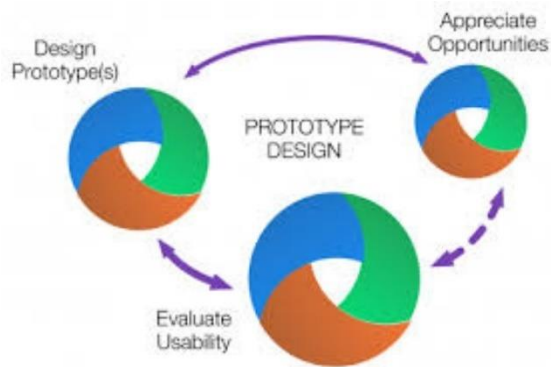 Appreciate
Opportunities
Design
Prototype(s)
PROTOTYPE
DESIGN
Evaluate
Usability